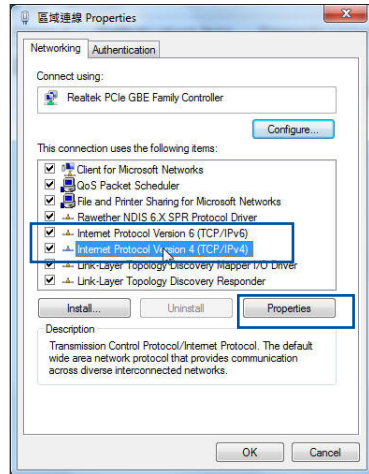 區域連線 Properties
Networking
Authentication
Connect using:
Realtek PCIe GBE Family Controller
Configure...
This connection uses the following items:
Client for Microsoft Networks
QoS Packet Scheduler
File and Printer Sharing for Microsoft Networks
Rawether NDIS 6.X SPR Protocol Driver
Internet Protocol Version 6 (TCP/IPv6)
Internet Protocol Version 4 (TCP/IPv4)
Link-Layer Topology Discovery Mapper I/O Driver
Link-Layer Topology Discovery Responder
Install...
Uninstall
Properties
Description
Transmission Control Protocol/Internet Protocol. The default
wide area network protocol that provides communication
across diverse interconnected networks.
OK
Cancel